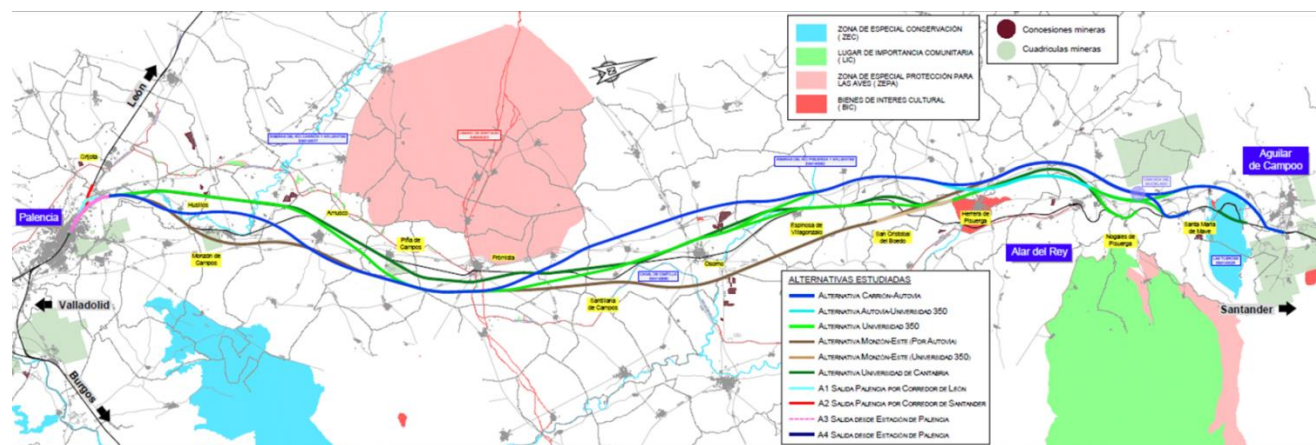 ZONA DE ESPECIAL CONSERVACIÓN
( ZEC)
LUGAR DE IMPORTANCIA COMUNITARIA
( LIC)
ZONA DE ESPECIAL PROTECCIÓN PARA
LAS AVES ( ZEPA)
BIENES DE INTERES CULTURAL
( BIC)
Concesiones mineras
Cuadrículas mineras
León
Grijota
Palencia
Husillos
Monzón
de Campos
Amusco
Piña de
Campos
Frómista
Santillana
de Campos
Osorno
Espinosa de
Villagonzalo
San Cristobal
del Boedo
Herrera de
Pisuerga
Alar del Rey
Nogales de
Pisuerga
Santa María
de Mave
Aguilar
de Campoo
Valladolid
Burgos
Santander
ALTERNATIVAS ESTUDIADAS
ALTERNATIVA CARRIÓN-AUTOVÍA
ALTERNATIVA AUTOVÍA-UNIVERSIDAD 350
ALTERNATIVA UNIVERSIDAD 350
ALTERNATIVA MONZÓN-ESTE (POR AUTOVÍA)
ALTERNATIVA MONZÓN-ESTE (UNIVERSIDAD 350)
ALTERNATIVA UNIVERSIDAD DE CANTABRIA
A1 SALIDA PALENCIA POR CORREDOR DE LEÓN
A2 SALIDA PALENCIA POR CORREDOR DE SANTANDER
A3 SALIDA DESDE ESTACIÓN DE PALENCIA
A4 SALIDA DESDE ESTACIÓN DE PALENCIA